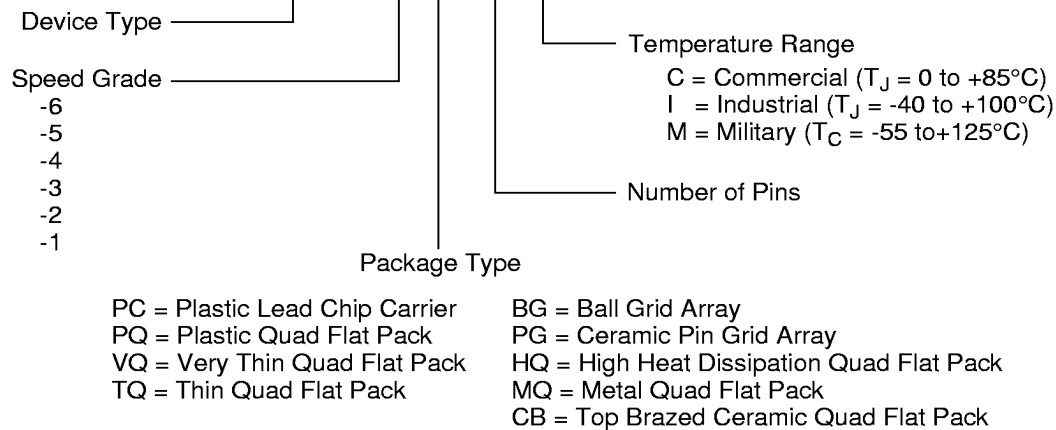 Device Type
Temperature Range
Speed Grade
C = Commercial (TJ = 0 to +85°C)
-6
I = Industrial (TJ = -40 to +100°C)
-5
M = Military (TC = -55 to+125°C)
-4
-3
Number of Pins
-2
-1
Package Type
PC = Plastic Lead Chip Carrier
BG = Ball Grid Array
PQ = Plastic Quad Flat Pack
PG = Ceramic Pin Grid Array
VQ = Very Thin Quad Flat Pack
HQ = High Heat Dissipation Quad Flat Pack
TQ = Thin Quad Flat Pack
MQ = Metal Quad Flat Pack
CB = Top Brazed Ceramic Quad Flat Pack